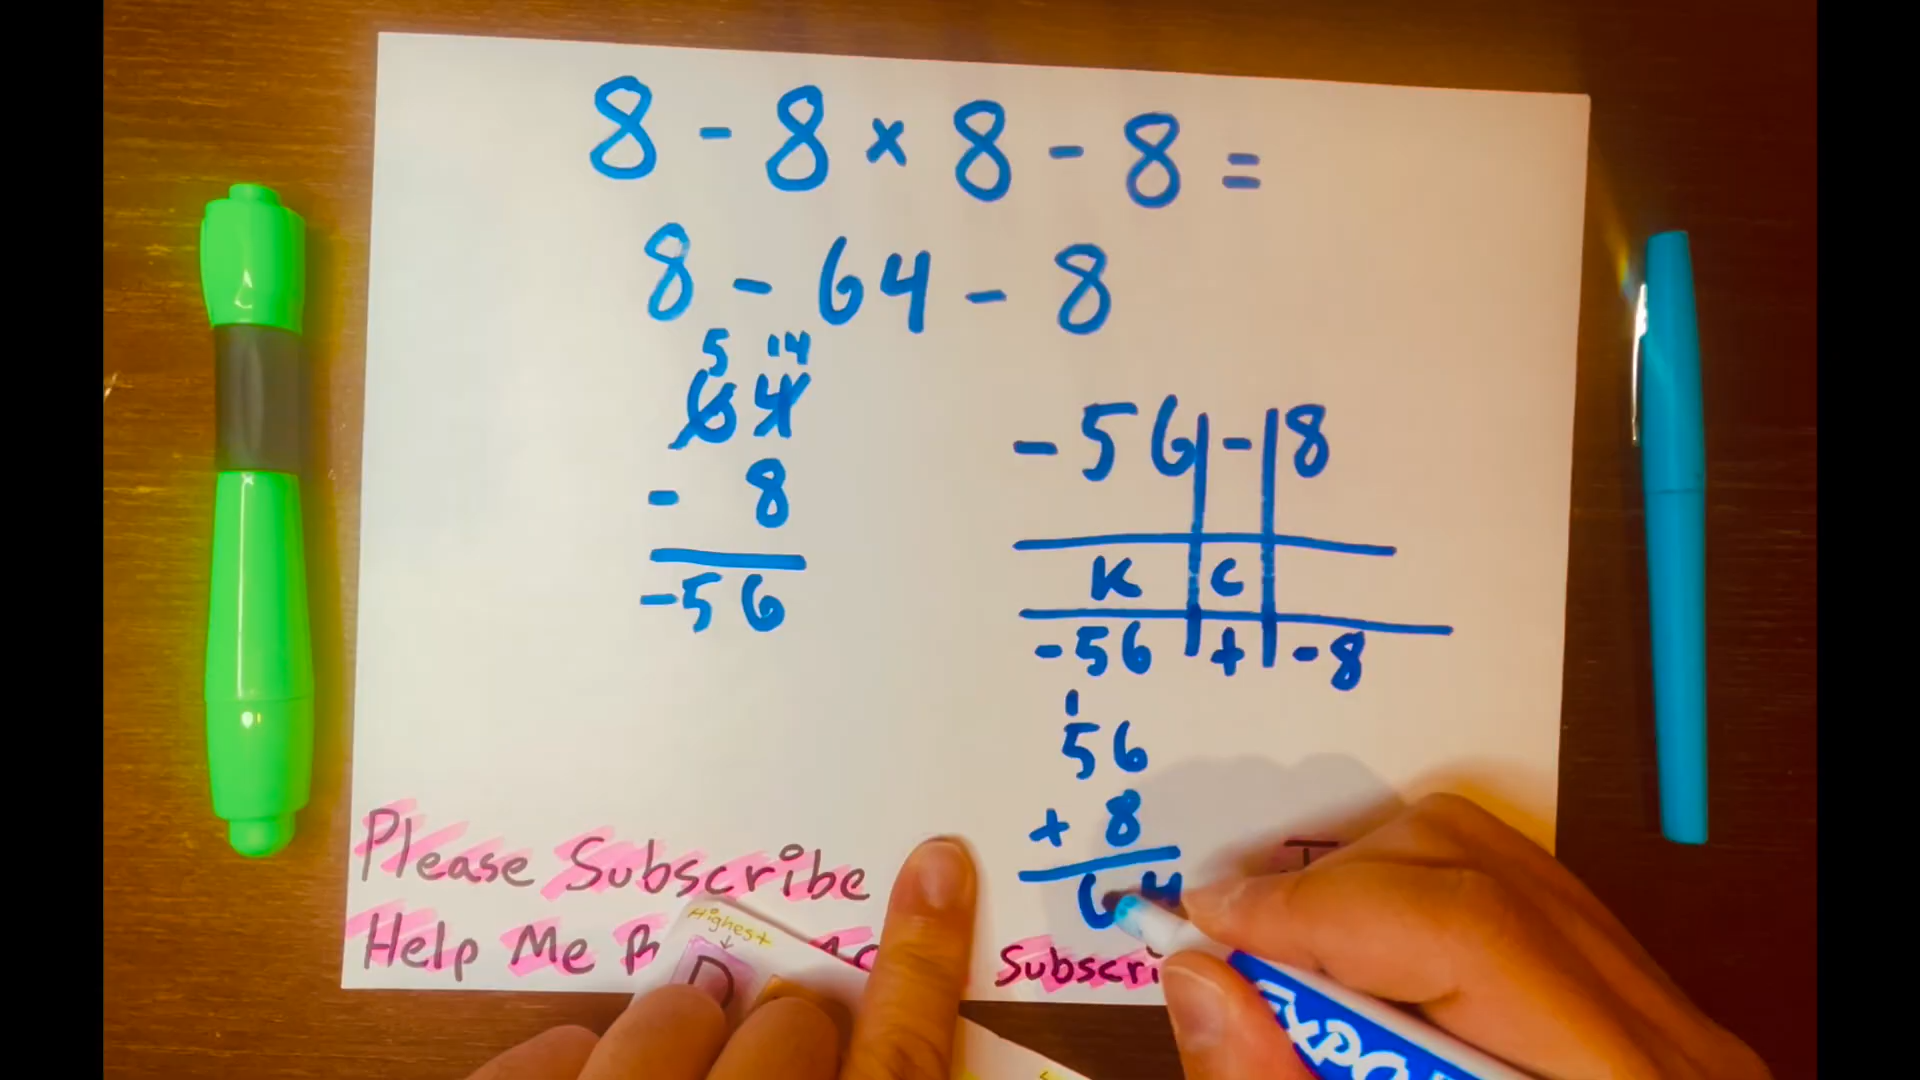 8 - 8 × 8 - 8 =
8 - 64 - 8
5 14
64
- 8
-56
-56 - 8
K C
-56 + -8
1
56
+ 8
64
Please Subscribe
Help Me
Subscri
Highest
D
EXPO